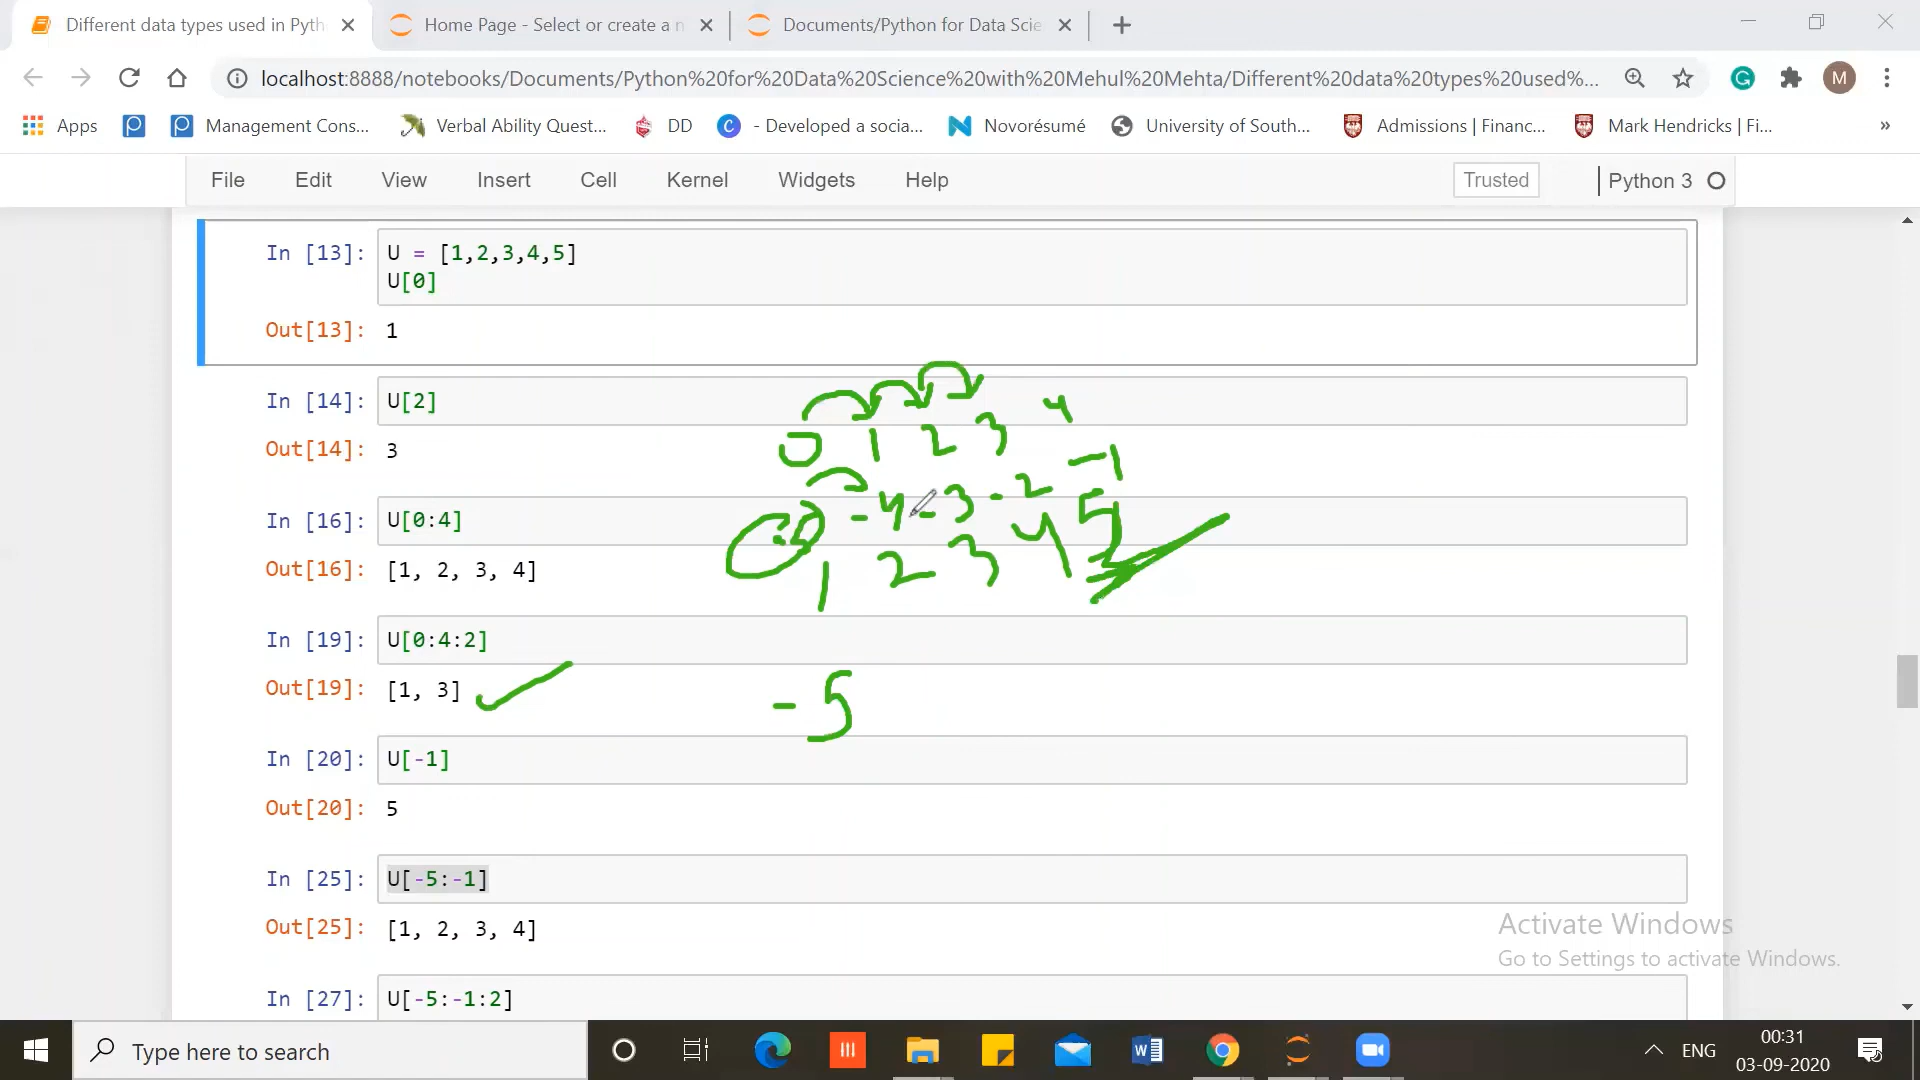 Different data types used in Pyth
Home Page - Select or create a n
Documents/Python for Data Scie
localhost:8888/notebooks/Documents/Python%20for%20Data%20Science%20with%20Mehul%20Mehta/Different%20data%20types%20used%...
M
Apps
Management Cons...
Verbal Ability Quest...
DD
- Developed a socia...
Novorésumé
University of South...
Admissions | Financ...
Mark Hendricks | Fi...
»
File Edit View Insert Cell Kernel Widgets Help Trusted Python 3
In [13]: U = [1,2,3,4,5]
U[0]
Out[13]: 1
In [14]: U[2]
4
0 1 2 3
Out[14]: 3
-1
-4 -3 -2
In [16]: U[0:4]
1 2 3 4 5
Out[16]: [1, 2, 3, 4]
In [19]: U[0:4:2]
Out[19]: [1, 3]
-5
In [20]: U[-1]
Out[20]: 5
In [25]: U[-5:-1]
Out[25]: [1, 2, 3, 4]
Activate Windows
Go to Settings to activate Windows.
In [27]: U[-5:-1:2]
Type here to search
ENG
00:31
03-09-2020